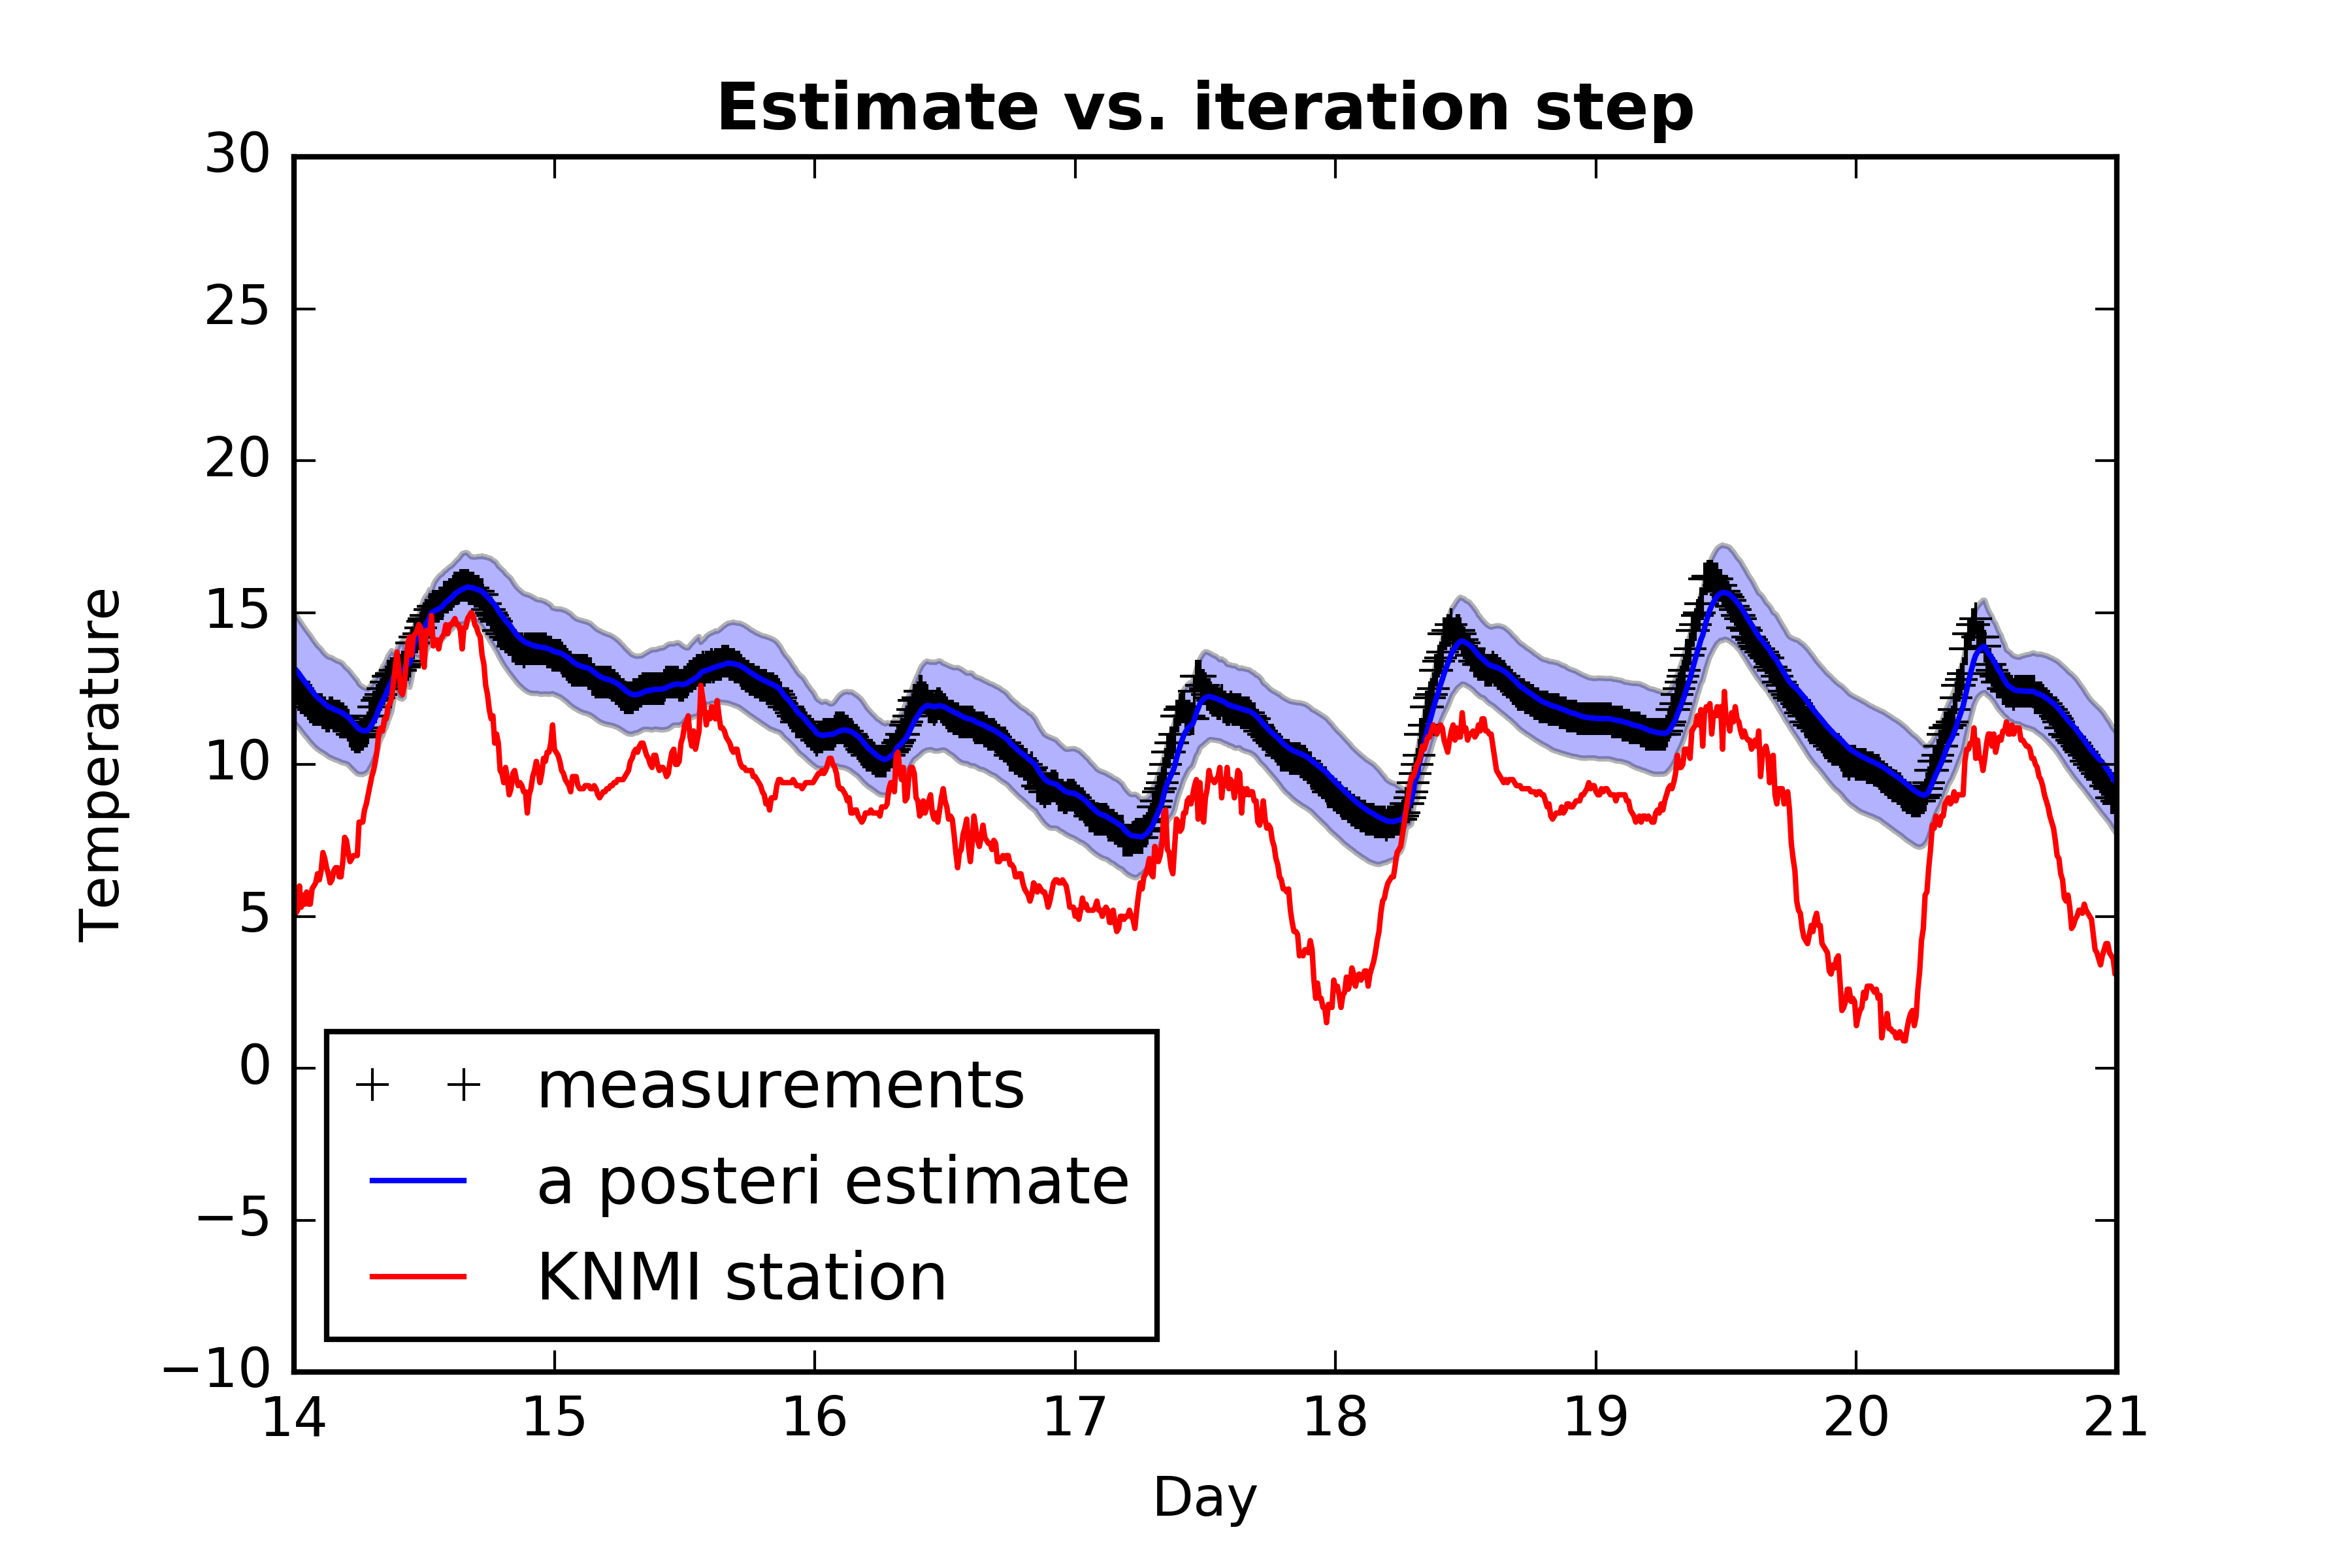 Estimate vs. iteration step
30
25
20
15
10
5
0
−5
−10
Temperature
measurements
a posteri estimate
KNMI station
14 15 16 17 18 19 20 21
Day